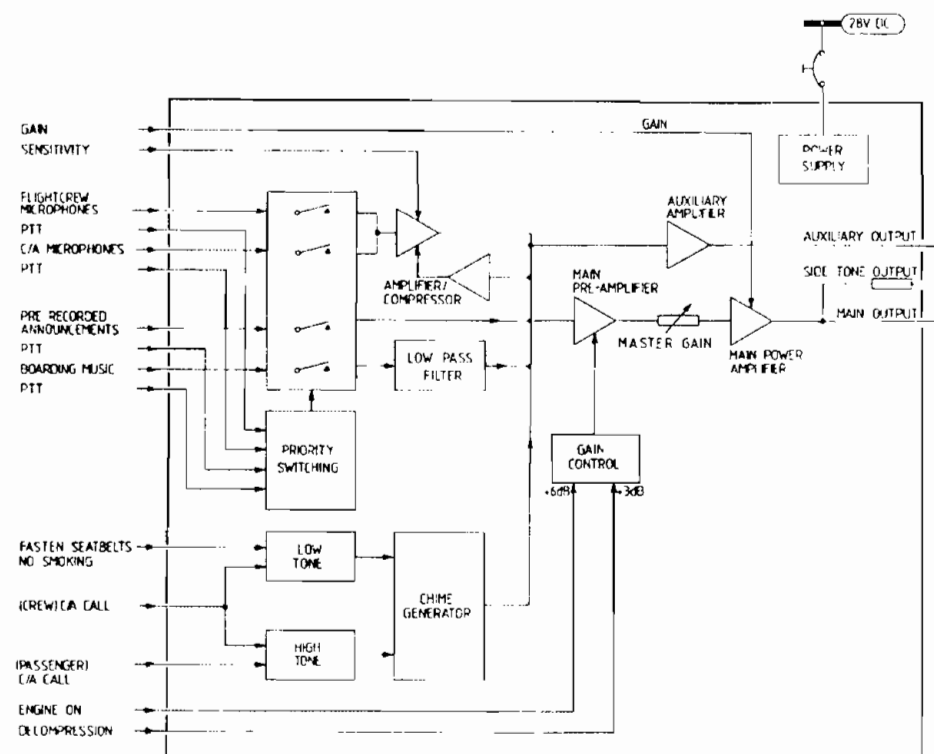 28V DC
GAIN
GAIN
SENSITIVITY
POWER
SUPPLY
FLIGHTCREW
MICROPHONES
PTT
C/A MICROPHONES
PTT
AUXILIARY
AMPLIFIER
AUXILIARY OUTPUT
AMPLIFIER/
COMPRESSOR
MAIN
PRE-AMPLIFIER
SIDE TONE OUTPUT
PRE RECORDED
ANNOUNCEMENTS
MAIN OUTPUT
PTT
MASTER GAIN
BOARDING MUSIC
LOW PASS
FILTER
MAIN POWER
AMPLIFIER
PTT
PRIORITY
SWITCHING
GAIN
CONTROL
+6dB
+3dB
FASTEN SEATBELTS
NO SMOKING
LOW
TONE
(CREW) C/A CALL
CHIME
GENERATOR
HIGH
TONE
(PASSENGER)
C/A CALL
ENGINE ON
DECOMPRESSION